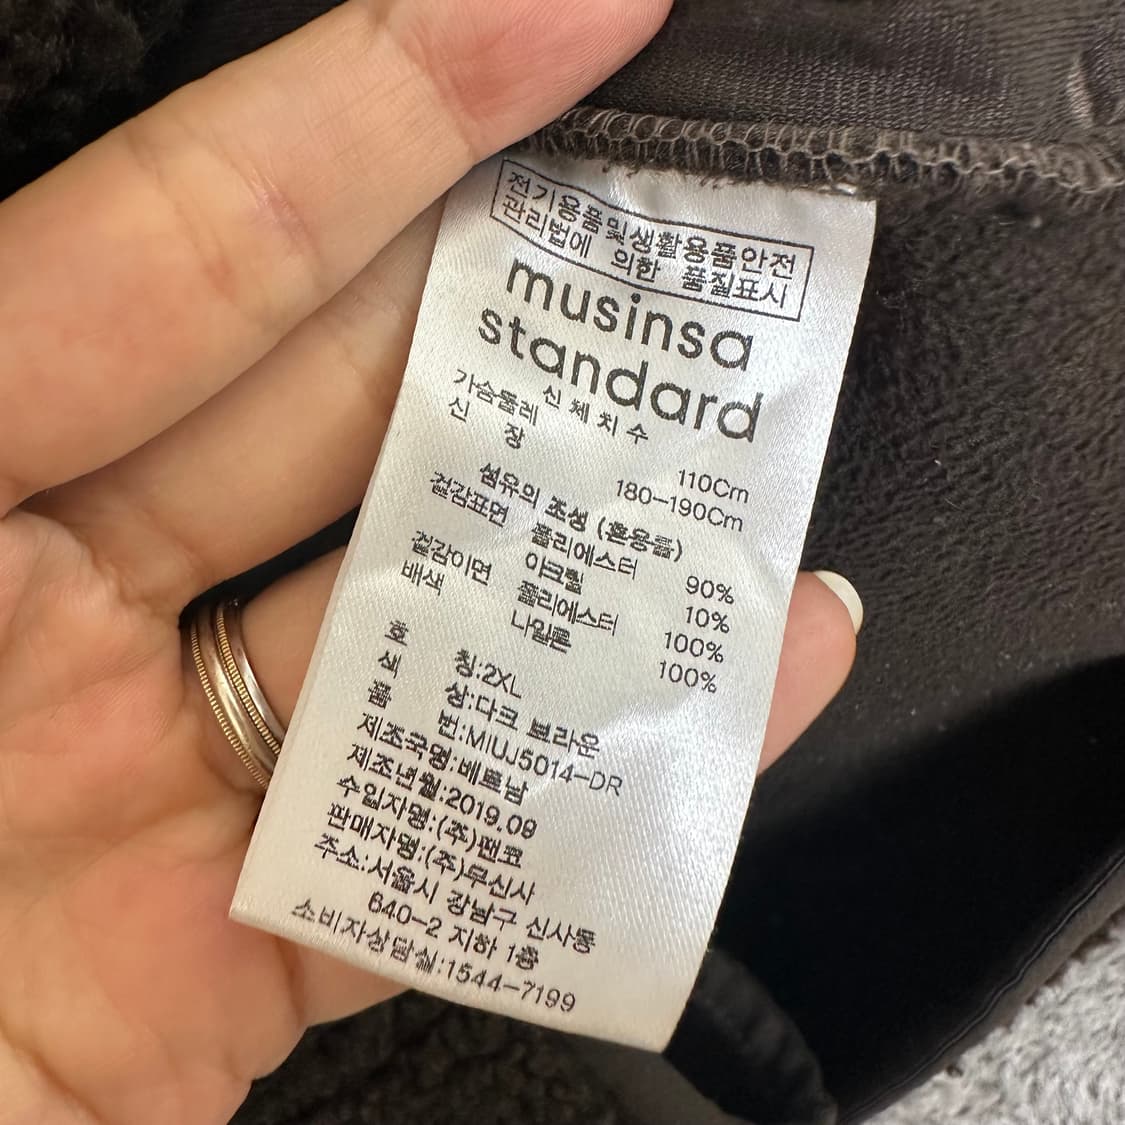 전기용품및생활용품안전
관리법에 의한 품질표시
musinsa
standard
신체치수
가슴둘레 110Cm
신 장 180-190Cm
섬유의 조성 (혼용률)
겉감표면 폴리에스터 90%
아크릴 10%
겉감이면 폴리에스터 100%
배색 나일론 100%
호 칭:2XL
색 상:다크 브라운
품 번:MIUJ5014-DR
제조국명:베트남
제조년월:2019.09
수입자명:(주)팬코
판매자명:(주)무신사
주소:서울시 강남구 신사동
640-2 지하 1층
소비자상담실:1544-7199